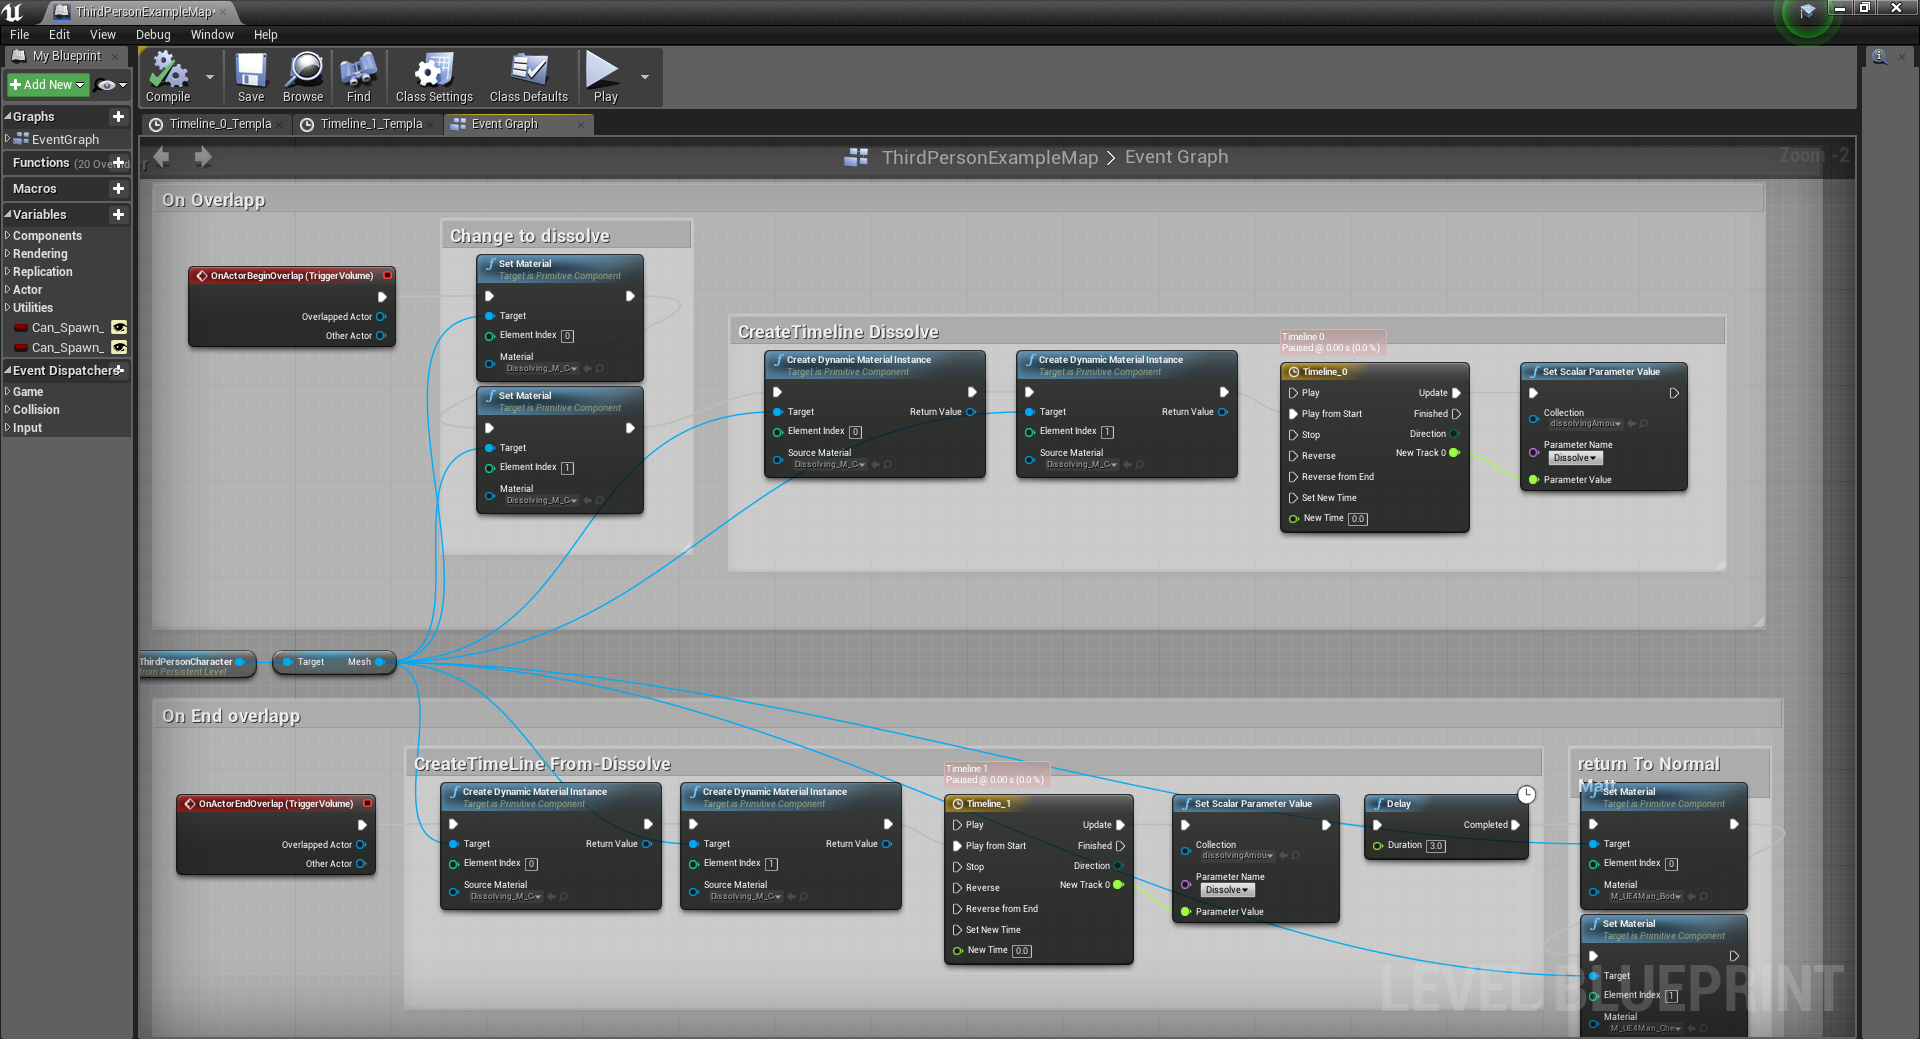 ThirdPersonExampleMap*
File Edit View Debug Window Help
My Blueprint
Add New
Compile Save Browse Find Class Settings Class Defaults Play
Graphs
EventGraph
Functions (20 Overrid
Macros
Variables
Components
Rendering
Replication
Actor
Utilities
Can_Spawn_
Can_Spawn_
Event Dispatchers
Game
Collision
Input
Timeline_0_Templa Timeline_1_Templa Event Graph
ThirdPersonExampleMap > Event Graph
Zoom -2
On Overlapp
OnActorBeginOverlap (TriggerVolume)
Overlapped Actor
Other Actor
Change to dissolve
Set Material
Target is Primitive Component
Target
Element Index 0
Material
Dissolving_M_C
Set Material
Target is Primitive Component
Target
Element Index 1
Material
Dissolving_M_C
CreateTimeline Dissolve
Create Dynamic Material Instance
Target is Primitive Component
Target Return Value
Element Index 0
Source Material
Dissolving_M_C
Create Dynamic Material Instance
Target is Primitive Component
Target Return Value
Element Index 1
Source Material
Dissolving_M_C
Timeline 0
Paused @ 0.00 s (0.0 %)
Timeline_0
Play Update
Play from Start Finished
Stop Direction
Reverse New Track 0
Reverse from End
Set New Time
New Time 0.0
Set Scalar Parameter Value
Collection
dissolvingAmou
Parameter Name
Dissolve
Parameter Value
ThirdPersonCharacter
from Persistent Level
Target Mesh
On End overlapp
OnActorEndOverlap (TriggerVolume)
Overlapped Actor
Other Actor
CreateTimeLine From-Dissolve
Create Dynamic Material Instance
Target is Primitive Component
Target Return Value
Element Index 0
Source Material
Dissolving_M_C
Create Dynamic Material Instance
Target is Primitive Component
Target Return Value
Element Index 1
Source Material
Dissolving_M_C
Timeline 1
Paused @ 0.00 s (0.0 %)
Timeline_1
Play Update
Play from Start Finished
Stop Direction
Reverse New Track 0
Reverse from End
Set New Time
New Time 0.0
Set Scalar Parameter Value
Collection
dissolvingAmou
Parameter Name
Dissolve
Parameter Value
Delay
Completed
Duration 3.0
return To Normal
Set Material
Target is Primitive Component
Target
Element Index 0
Material
M_UE4Man_Bod
Set Material
Target is Primitive Component
Target
Element Index 1
Material
M_UE4Man_Che
LEVEL BLUEPRINT